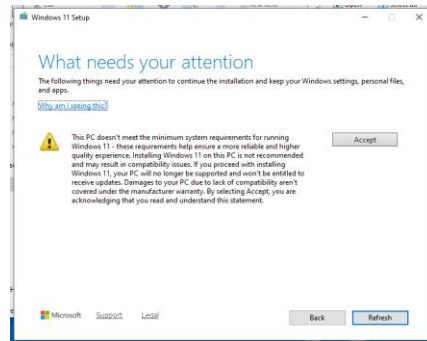 Windows 11 Setup
What needs your attention
The following things need your attention to continue the installation and keep your Windows settings, personal files,
and apps.
Why am I seeing this?
This PC doesn't meet the minimum system requirements for running
Windows 11 - these requirements help ensure a more reliable and higher
quality experience. Installing Windows 11 on this PC is not recommended
and may result in compatibility issues. If you proceed with installing
Windows 11, your PC will no longer be supported and won't be entitled to
receive updates. Damages to your PC due to lack of compatibility aren't
covered under the manufacturer warranty. By selecting Accept, you are
acknowledging that you read and understand this statement.
Accept
Microsoft Support Legal
Back Refresh